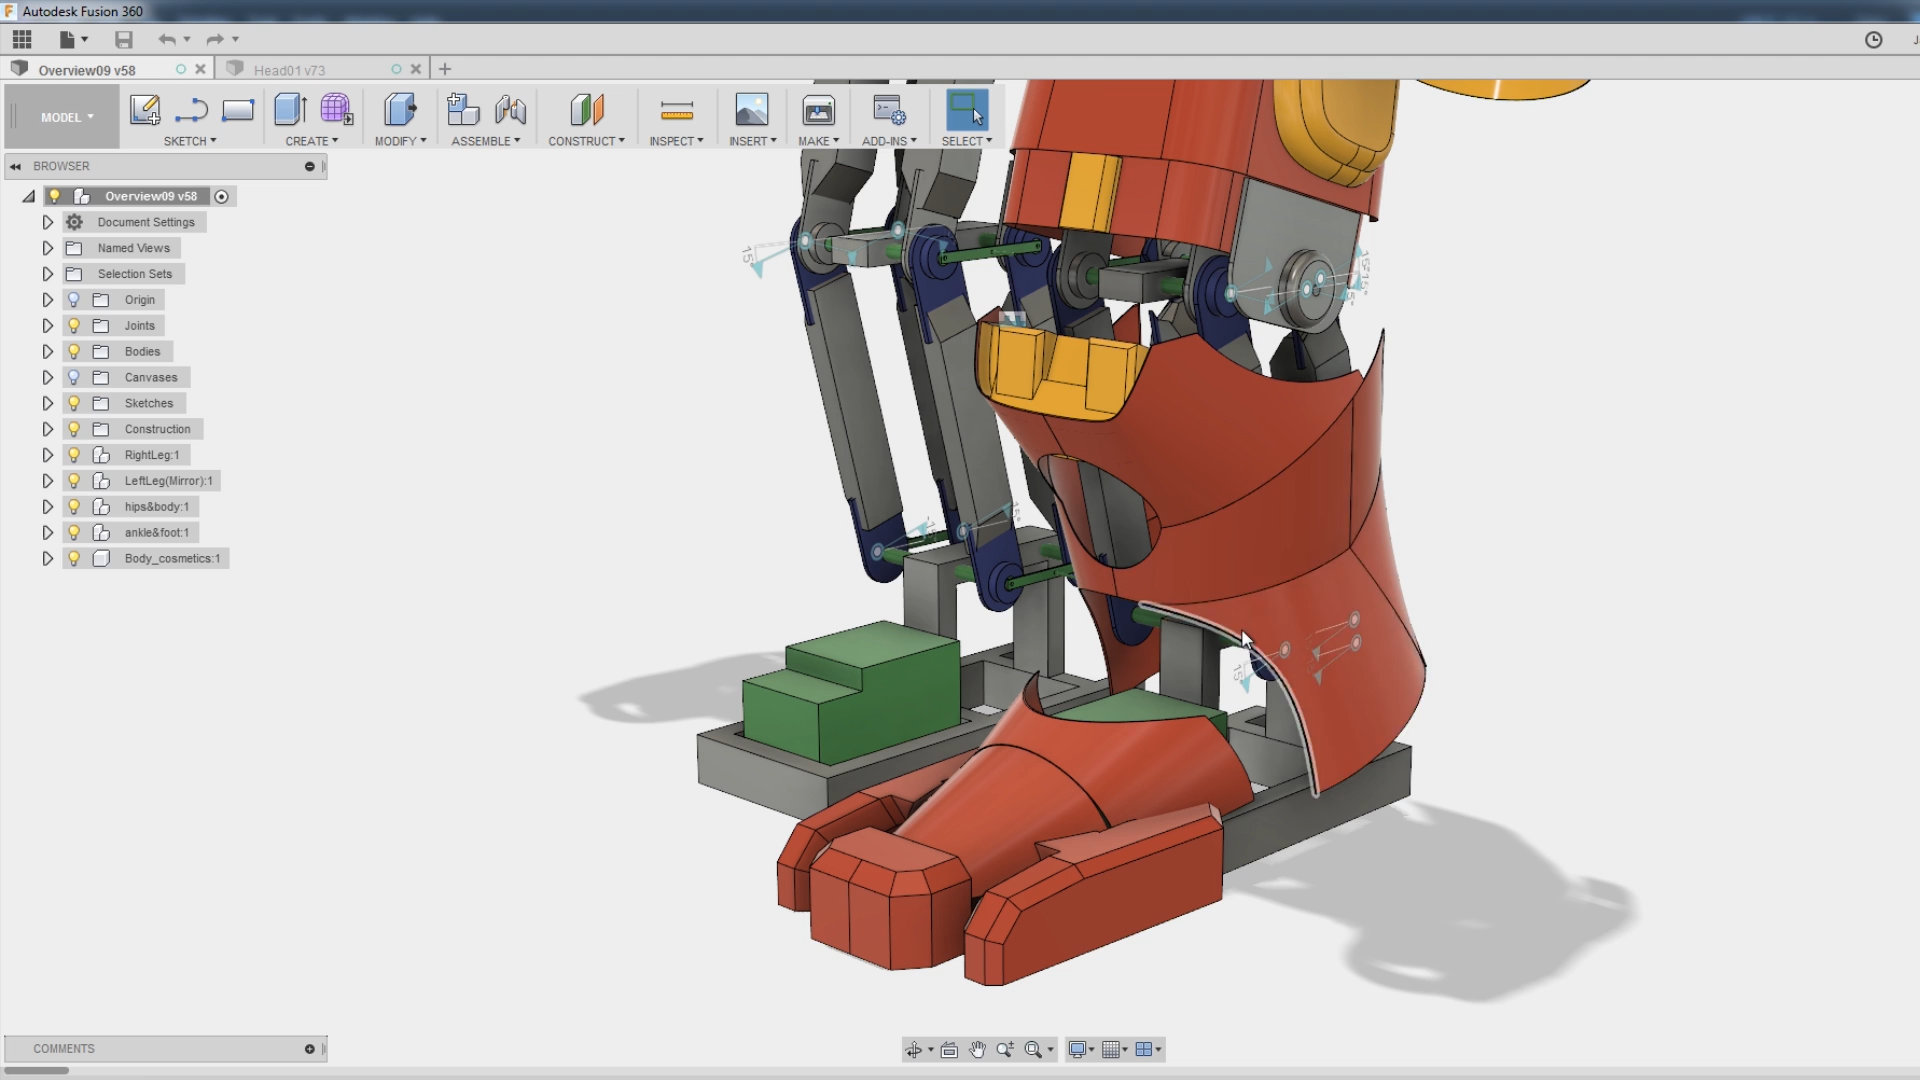 Autodesk Fusion 360
Overview09 v58
Head01 v73
MODEL
SKETCH
CREATE
MODIFY
ASSEMBLE
CONSTRUCT
INSPECT
INSERT
MAKE
ADD-INS
SELECT
BROWSER
Overview09 v58
Document Settings
Named Views
Selection Sets
Origin
Joints
Bodies
Canvases
Sketches
Construction
RightLeg:1
LeftLeg(Mirror):1
hips&body:1
ankle&foot:1
Body_cosmetics:1
15°
COMMENTS